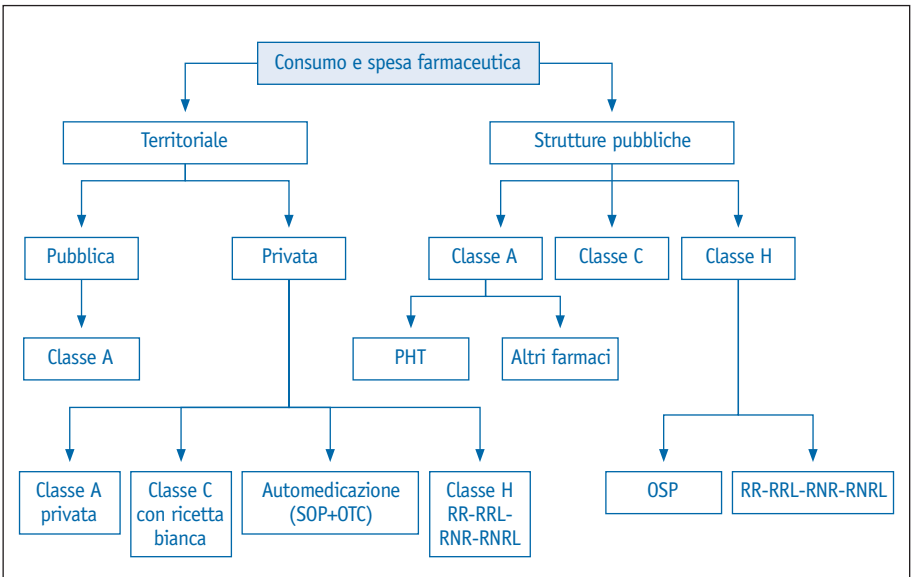 Consumo e spesa farmaceutica
Territoriale
Strutture pubbliche
Pubblica
Privata
Classe A
Classe C
Classe H
Classe A
PHT
Altri farmaci
Classe A
privata
Classe C
con ricetta
bianca
Automedicazione
(SOP+OTC)
Classe H
RR-RRL-
RNR-RNRL
OSP
RR-RRL-RNR-RNRL